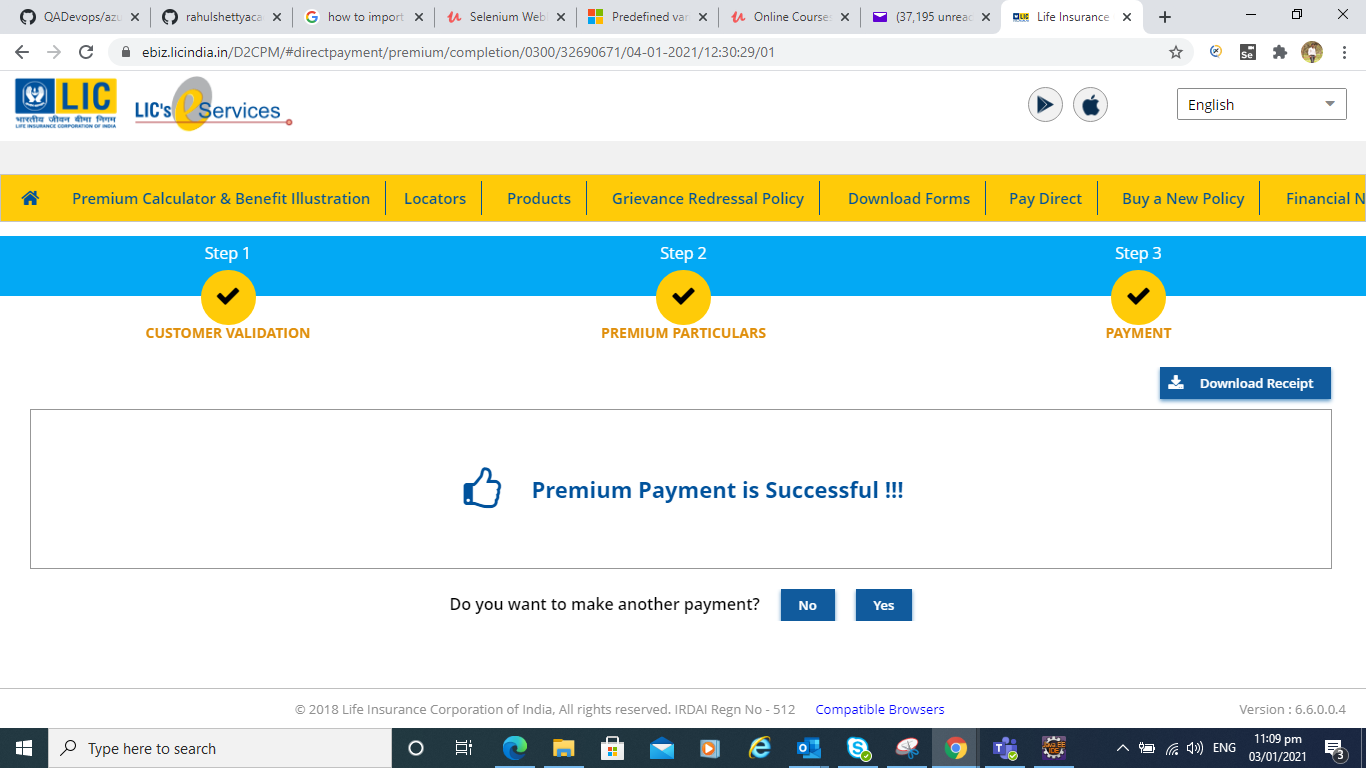 QADevops/azu
rahulshettyaca
how to import
Selenium Web
Predefined var
Online Course
(37,195 unread
Life Insurance
ebiz.licindia.in/D2CPM/#directpayment/premium/completion/0300/32690671/04-01-2021/12:30:29/01
Se
LIC
भारतीय जीवन बीमा निगम
LIFE INSURANCE CORPORATION OF INDIA
LIC's eServices
English
Premium Calculator & Benefit Illustration
Locators
Products
Grievance Redressal Policy
Download Forms
Pay Direct
Buy a New Policy
Financial N
Step 1
Step 2
Step 3
CUSTOMER VALIDATION
PREMIUM PARTICULARS
PAYMENT
Download Receipt
Premium Payment is Successful !!!
Do you want to make another payment?
No
Yes
© 2018 Life Insurance Corporation of India, All rights reserved. IRDAI Regn No - 512
Compatible Browsers
Version : 6.6.0.0.4
Type here to search
ENG
11:09 pm
03/01/2021
3